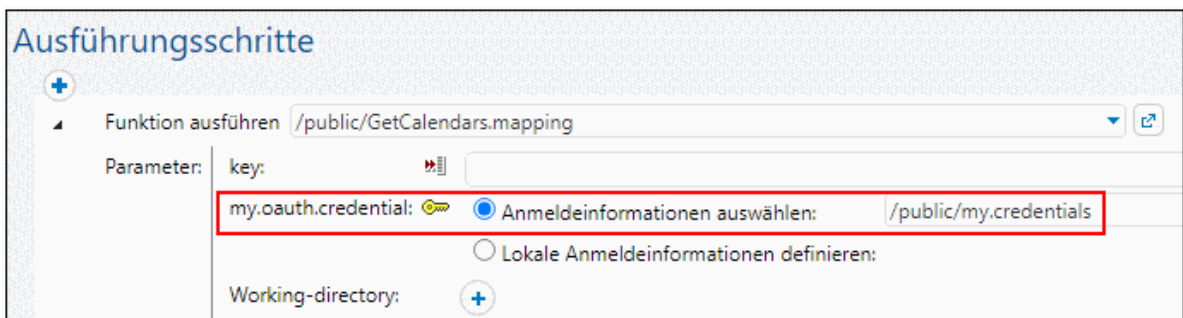 Ausführungsschritte
Funktion ausführen /public/GetCalendars.mapping
Parameter: key:
my.oauth.credential: Anmeldeinformationen auswählen: /public/my.credentials
Lokale Anmeldeinformationen definieren:
Working-directory: